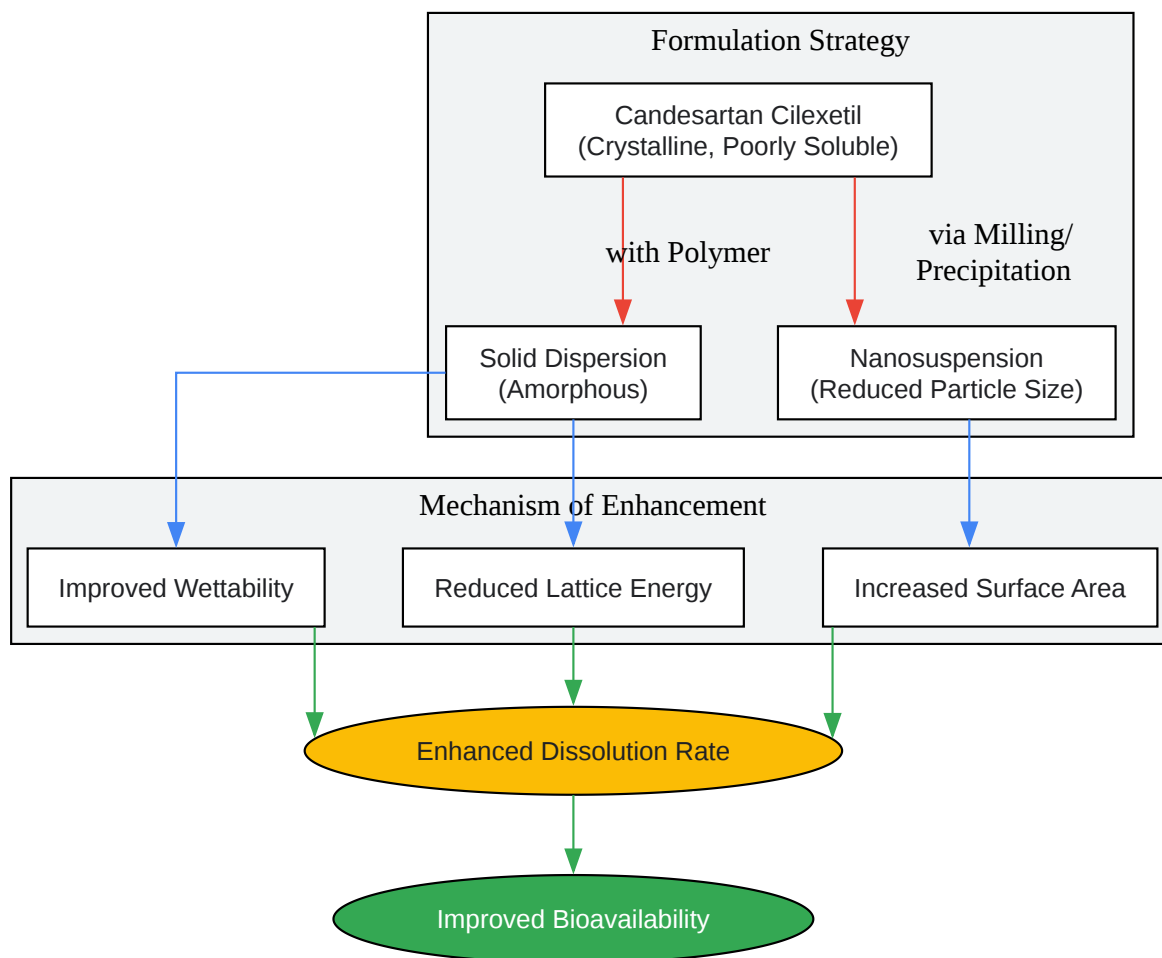 Formulation Strategy
Candesartan Cilexetil
(Crystalline, Poorly Soluble)
with Polymer
via Milling/
Precipitation
Solid Dispersion
(Amorphous)
Nanosuspension
(Reduced Particle Size)
Mechanism of Enhancement
Improved Wettability
Reduced Lattice Energy
Increased Surface Area
Enhanced Dissolution Rate
Improved Bioavailability